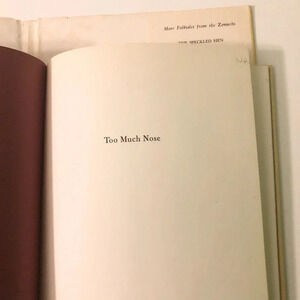 More Folktales from the Zemachs
THE SPECKLED HEN
Too Much Nose